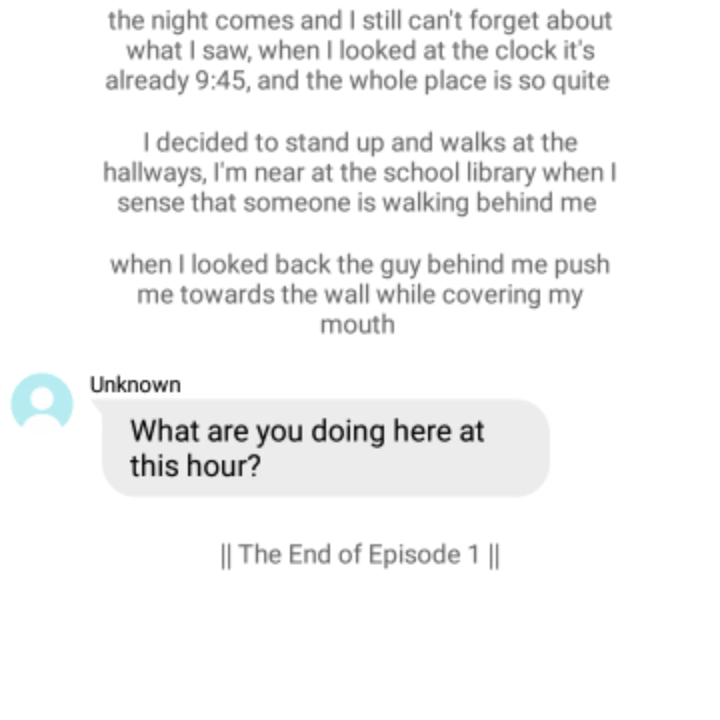 the night comes and I still can't forget about
what I saw, when I looked at the clock it's
already 9:45, and the whole place is so quite
I decided to stand up and walks at the
hallways, I'm near at the school library when I
sense that someone is walking behind me
when I looked back the guy behind me push
me towards the wall while covering my
mouth
Unknown
What are you doing here at
this hour?
|| The End of Episode 1 ||